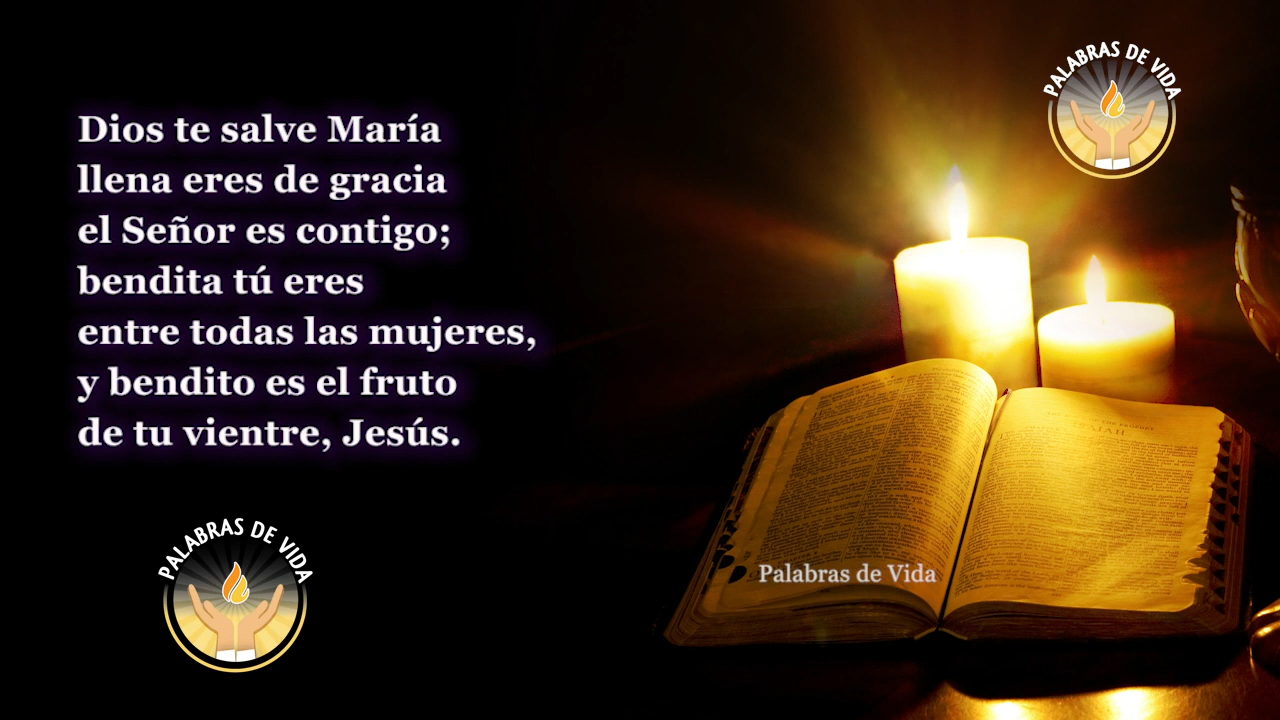 Dios te salve María
llena eres de gracia
el Señor es contigo;
bendita tú eres
entre todas las mujeres,
y bendito es el fruto
de tu vientre, Jesús.
PALABRAS DE VIDA
PALABRAS DE VIDA
Palabras de Vida